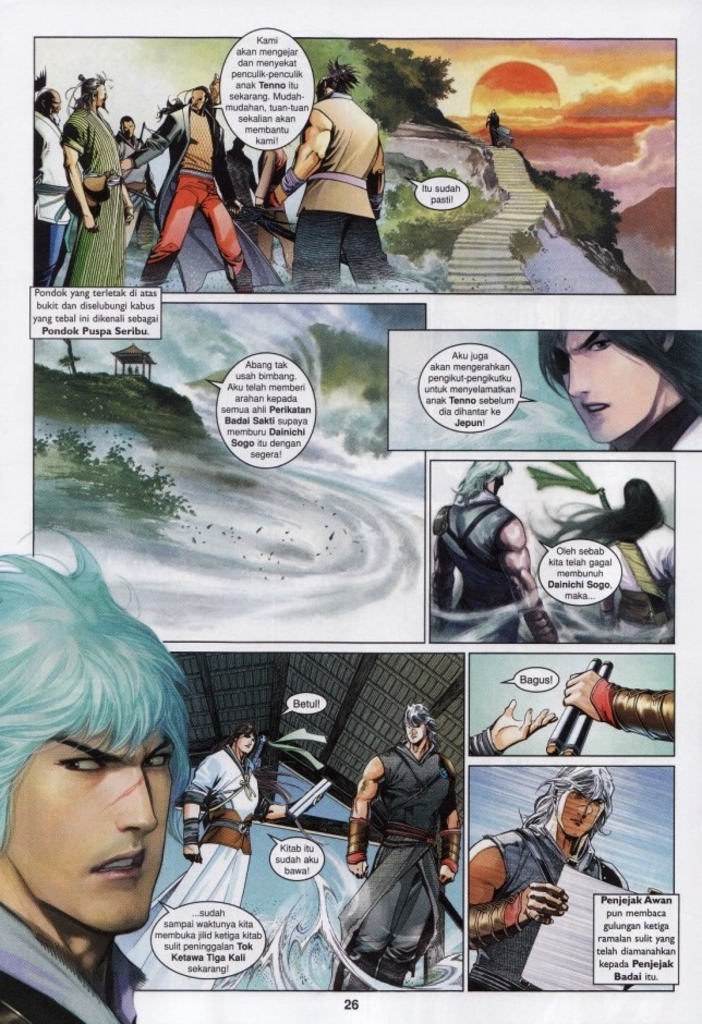 Kami
akan mengejar
dan menyekat
penculik-penculik
anak Tenno itu
sekarang. Mudah-
mudahan, tuan-tuan
sekalian akan
membantu
kami!
Itu sudah
pasti!
Pondok yang terletak di atas
bukit dan diselubungi kabus
yang tebal ini dikenali sebagai
Pondok Puspa Seribu.
Abang tak
usah bimbang.
Aku telah memberi
arahan kepada
semua ahli Perikatan
Badai Sakti supaya
memburu Dainichi
Sogo itu dengan
segera!
Aku juga
akan mengerahkan
pengikut-pengikutku
untuk menyelamatkan
anak Tenno sebelum
dia dihantar ke
Jepun!
Oleh sebab
kita telah gagal
membunuh
Dainichi Sogo,
maka...
...sudah
sampai waktunya kita
membuka jilid ketiga kitab
sulit peninggalan Tok
Ketawa Tiga Kali
sekarang!
Betul!
Kitab itu
sudah aku
bawa!
Bagus!
Penjejak Awan
pun membaca
gulungan ketiga
ramalan sulit yang
diamanahkan
kepada Penjejak
Badai itu.
26